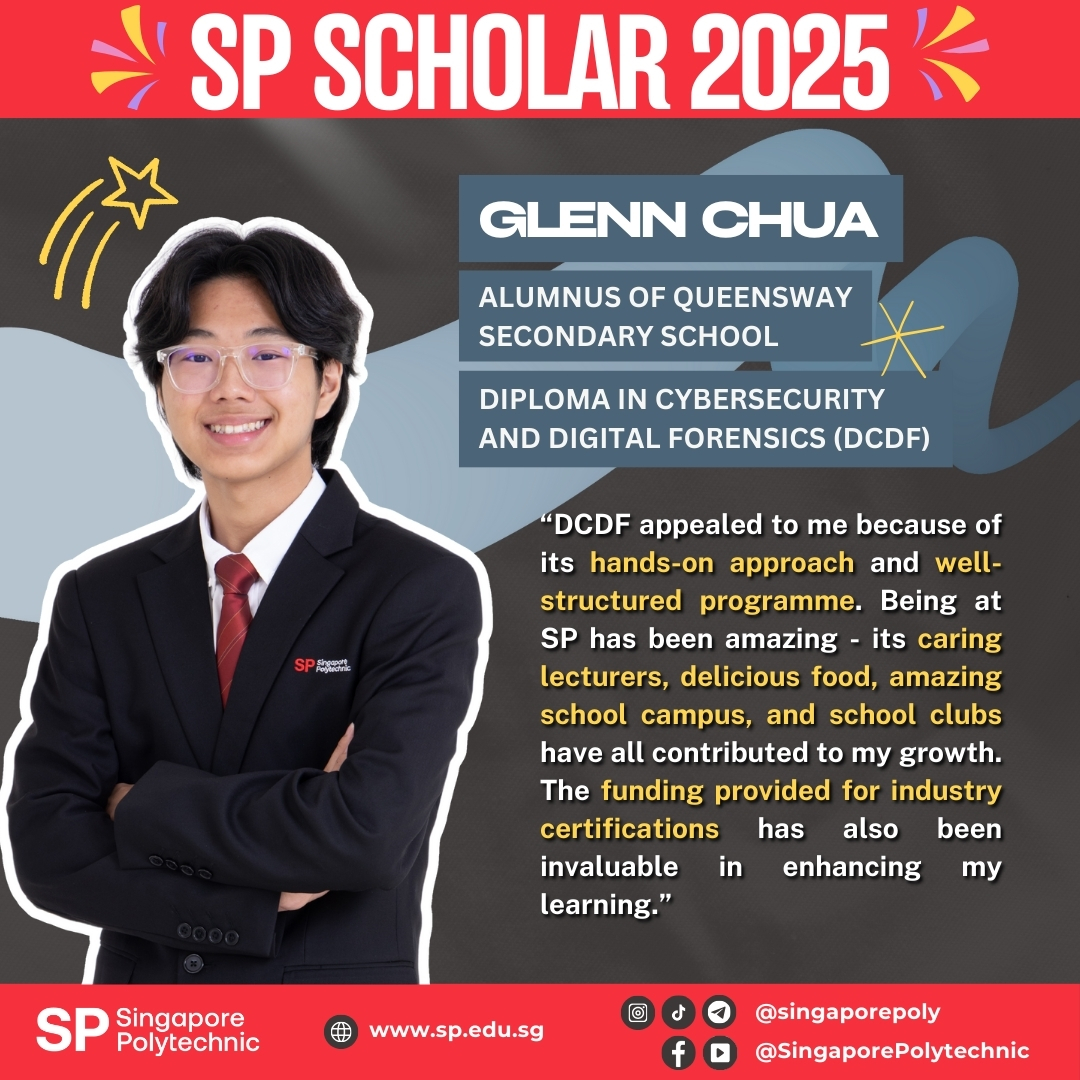 SP SCHOLAR 2025
GLENN CHUA
ALUMNUS OF QUEENSWAY
SECONDARY SCHOOL
DIPLOMA IN CYBERSECURITY
AND DIGITAL FORENSICS (DCDF)
“DCDF appealed to me because of
its hands-on approach and well-
structured programme. Being at
SP has been amazing - its caring
lecturers, delicious food, amazing
school campus, and school clubs
have all contributed to my growth.
The funding provided for industry
certifications has also been
invaluable in enhancing my
learning.”
SP Singapore
Polytechnic
SP Singapore
Polytechnic
www.sp.edu.sg
@singaporepoly
@SingaporePolytechnic